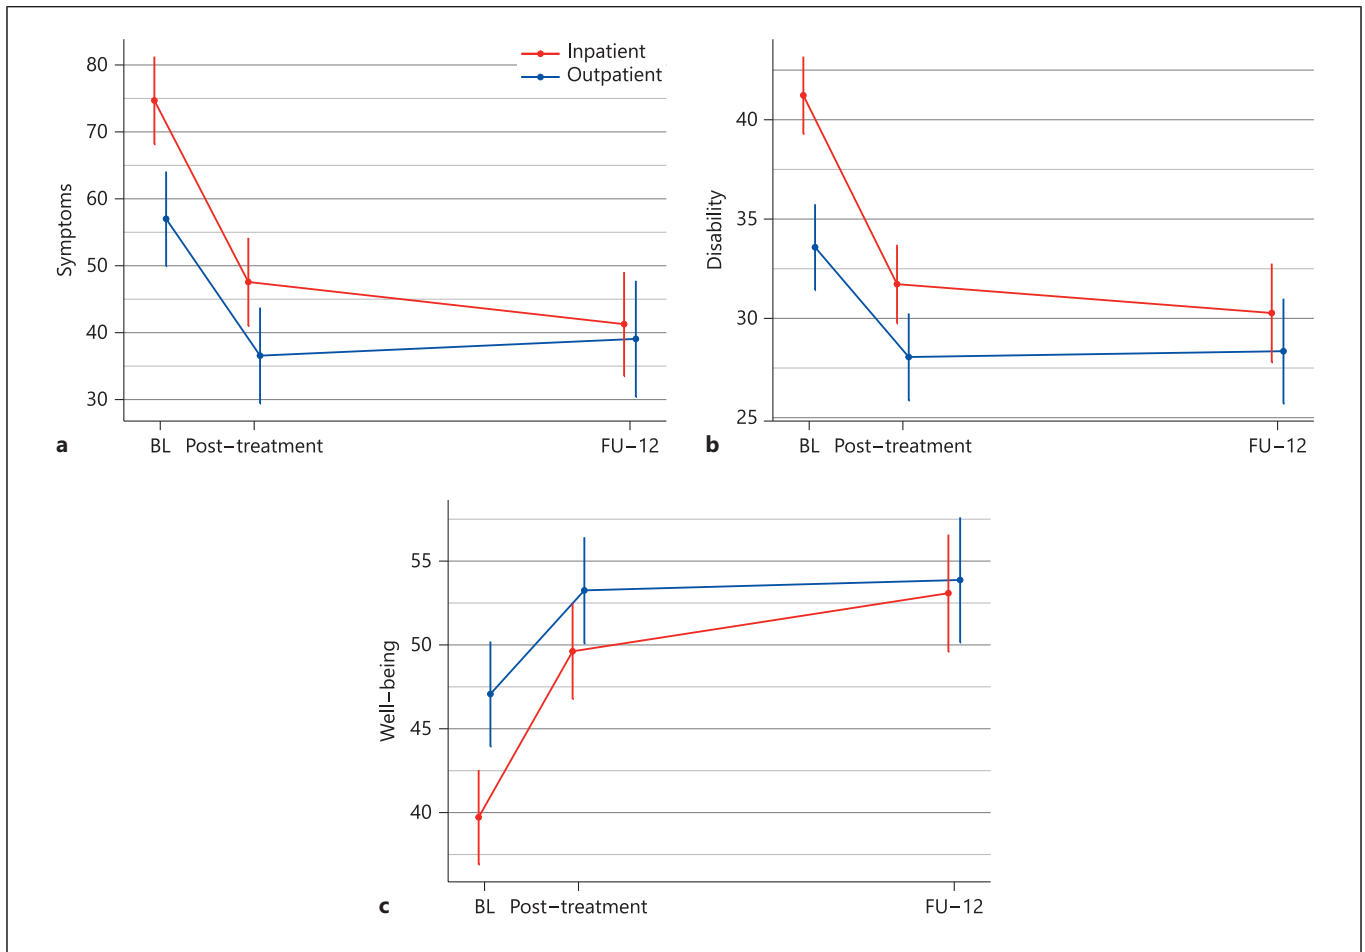 Inpatient
Outpatient
Symptoms
80
70
60
50
40
30
BL Post-treatment FU-12
a
Disability
40
35
30
25
BL Post-treatment FU-12
b
Well-being
55
50
45
40
BL Post-treatment FU-12
c